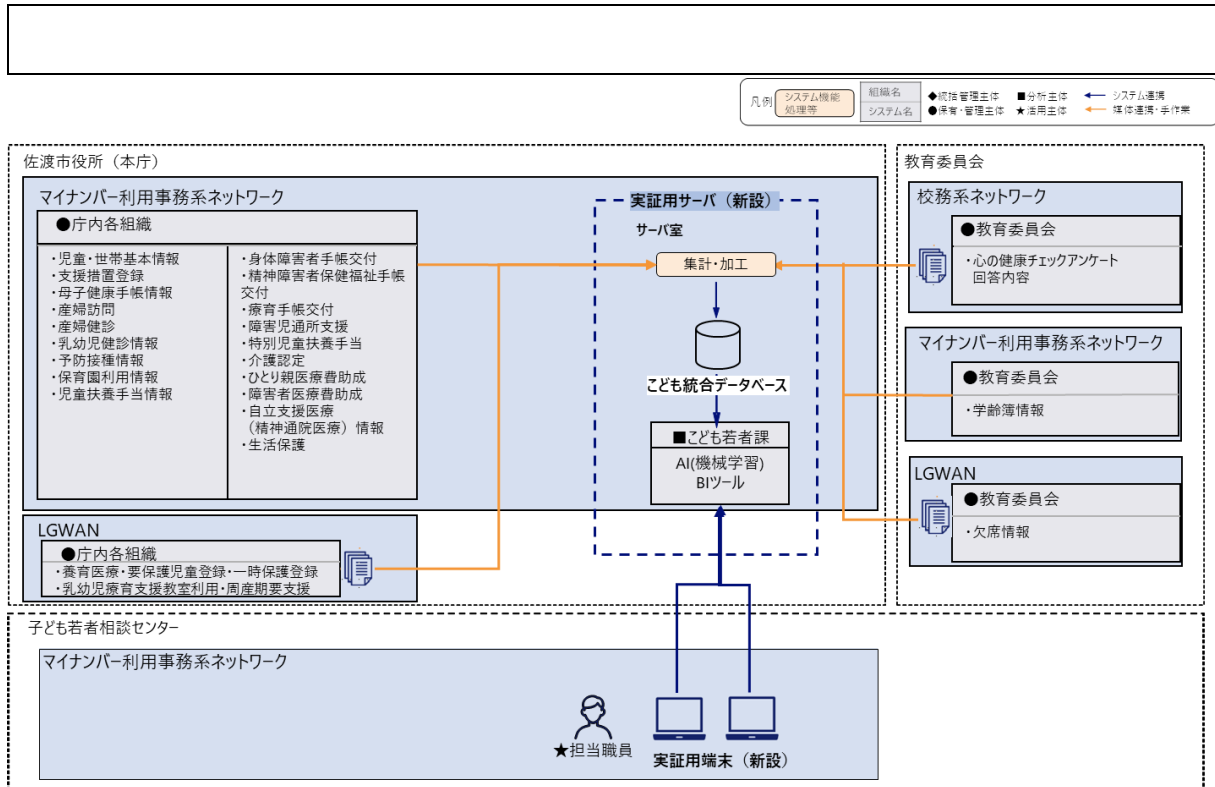 凡例
システム機能
処理等
組織名
システム名
◆統括管理主体 ■分析主体 システム連携
●保有・管理主体 ★活用主体 媒体連携・手作業
佐渡市役所（本庁）
マイナンバー利用事務系ネットワーク
●庁内各組織
・児童・世帯基本情報
・支援措置登録
・母子健康手帳情報
・産婦訪問
・産婦健診
・乳幼児健診情報
・予防接種情報
・保育園利用情報
・児童扶養手当情報
・身体障害者手帳交付
・精神障害者保健福祉手帳
交付
・療育手帳交付
・障害児通所支援
・特別児童扶養手当
・介護認定
・ひとり親医療費助成
・障害者医療費助成
・自立支援医療
（精神通院医療）情報
・生活保護
実証用サーバ（新設）
サーバ室
集計・加工
こども統合データベース
■こども若者課
AI(機械学習)
BIツール
LGWAN
●庁内各組織
・養育医療・要保護児童登録・一時保護登録
・乳幼児療育支援教室利用・周産期要支援
教育委員会
校務系ネットワーク
●教育委員会
・心の健康チェックアンケート
回答内容
マイナンバー利用事務系ネットワーク
●教育委員会
・学齢簿情報
LGWAN
●教育委員会
・欠席情報
子ども若者相談センター
マイナンバー利用事務系ネットワーク
★担当職員
実証用端末（新設）